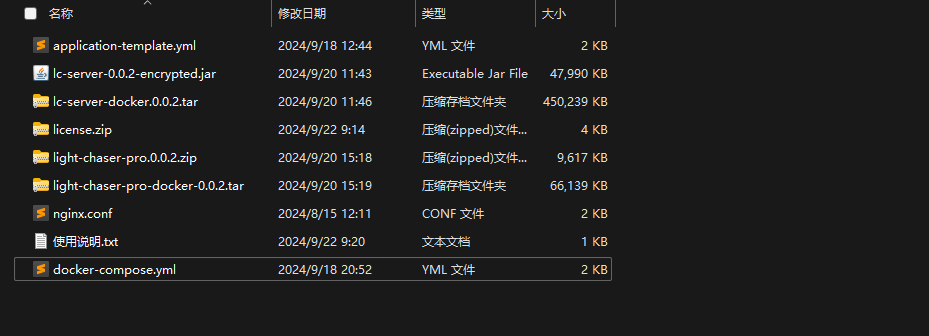 名称 修改日期 类型 大小
application-template.yml 2024/9/18 12:44 YML 文件 2 KB
lc-server-0.0.2-encrypted.jar 2024/9/20 11:43 Executable Jar File 47,990 KB
lc-server-docker.0.0.2.tar 2024/9/20 11:46 压缩存档文件夹 450,239 KB
license.zip 2024/9/22 9:14 压缩(zipped)文件... 4 KB
light-chaser-pro.0.0.2.zip 2024/9/20 15:18 压缩(zipped)文件... 9,617 KB
light-chaser-pro-docker-0.0.2.tar 2024/9/20 15:19 压缩存档文件夹 66,139 KB
nginx.conf 2024/8/15 12:11 CONF 文件 2 KB
使用说明.txt 2024/9/22 9:20 文本文档 1 KB
docker-compose.yml 2024/9/18 20:52 YML 文件 2 KB